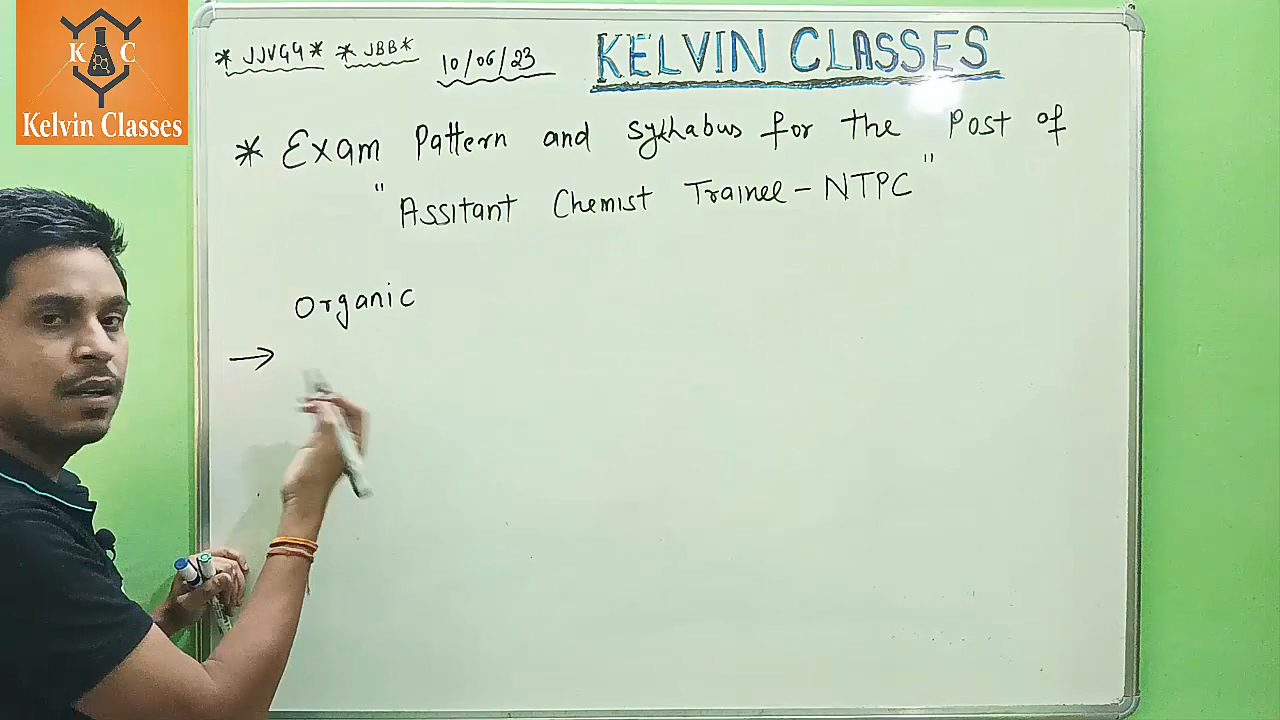 K C
Kelvin Classes
* JJVGY * * JBB * 10/06/23 KELVIN CLASSES
* Exam Pattern and Syllabus for the Post of
"Assitant Chemist Trainee - NTPC"
Organic
→